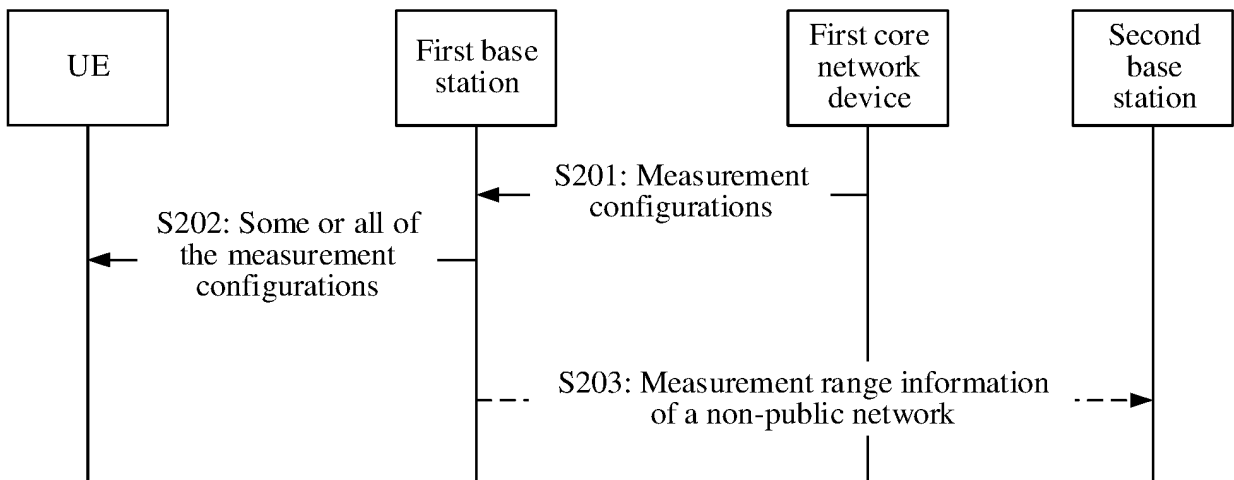 UE
First base
station
First core
network
device
Second
base
station
S201: Measurement
configurations
S202: Some or all of
the measurement
configurations
S203: Measurement range information
of a non-public network